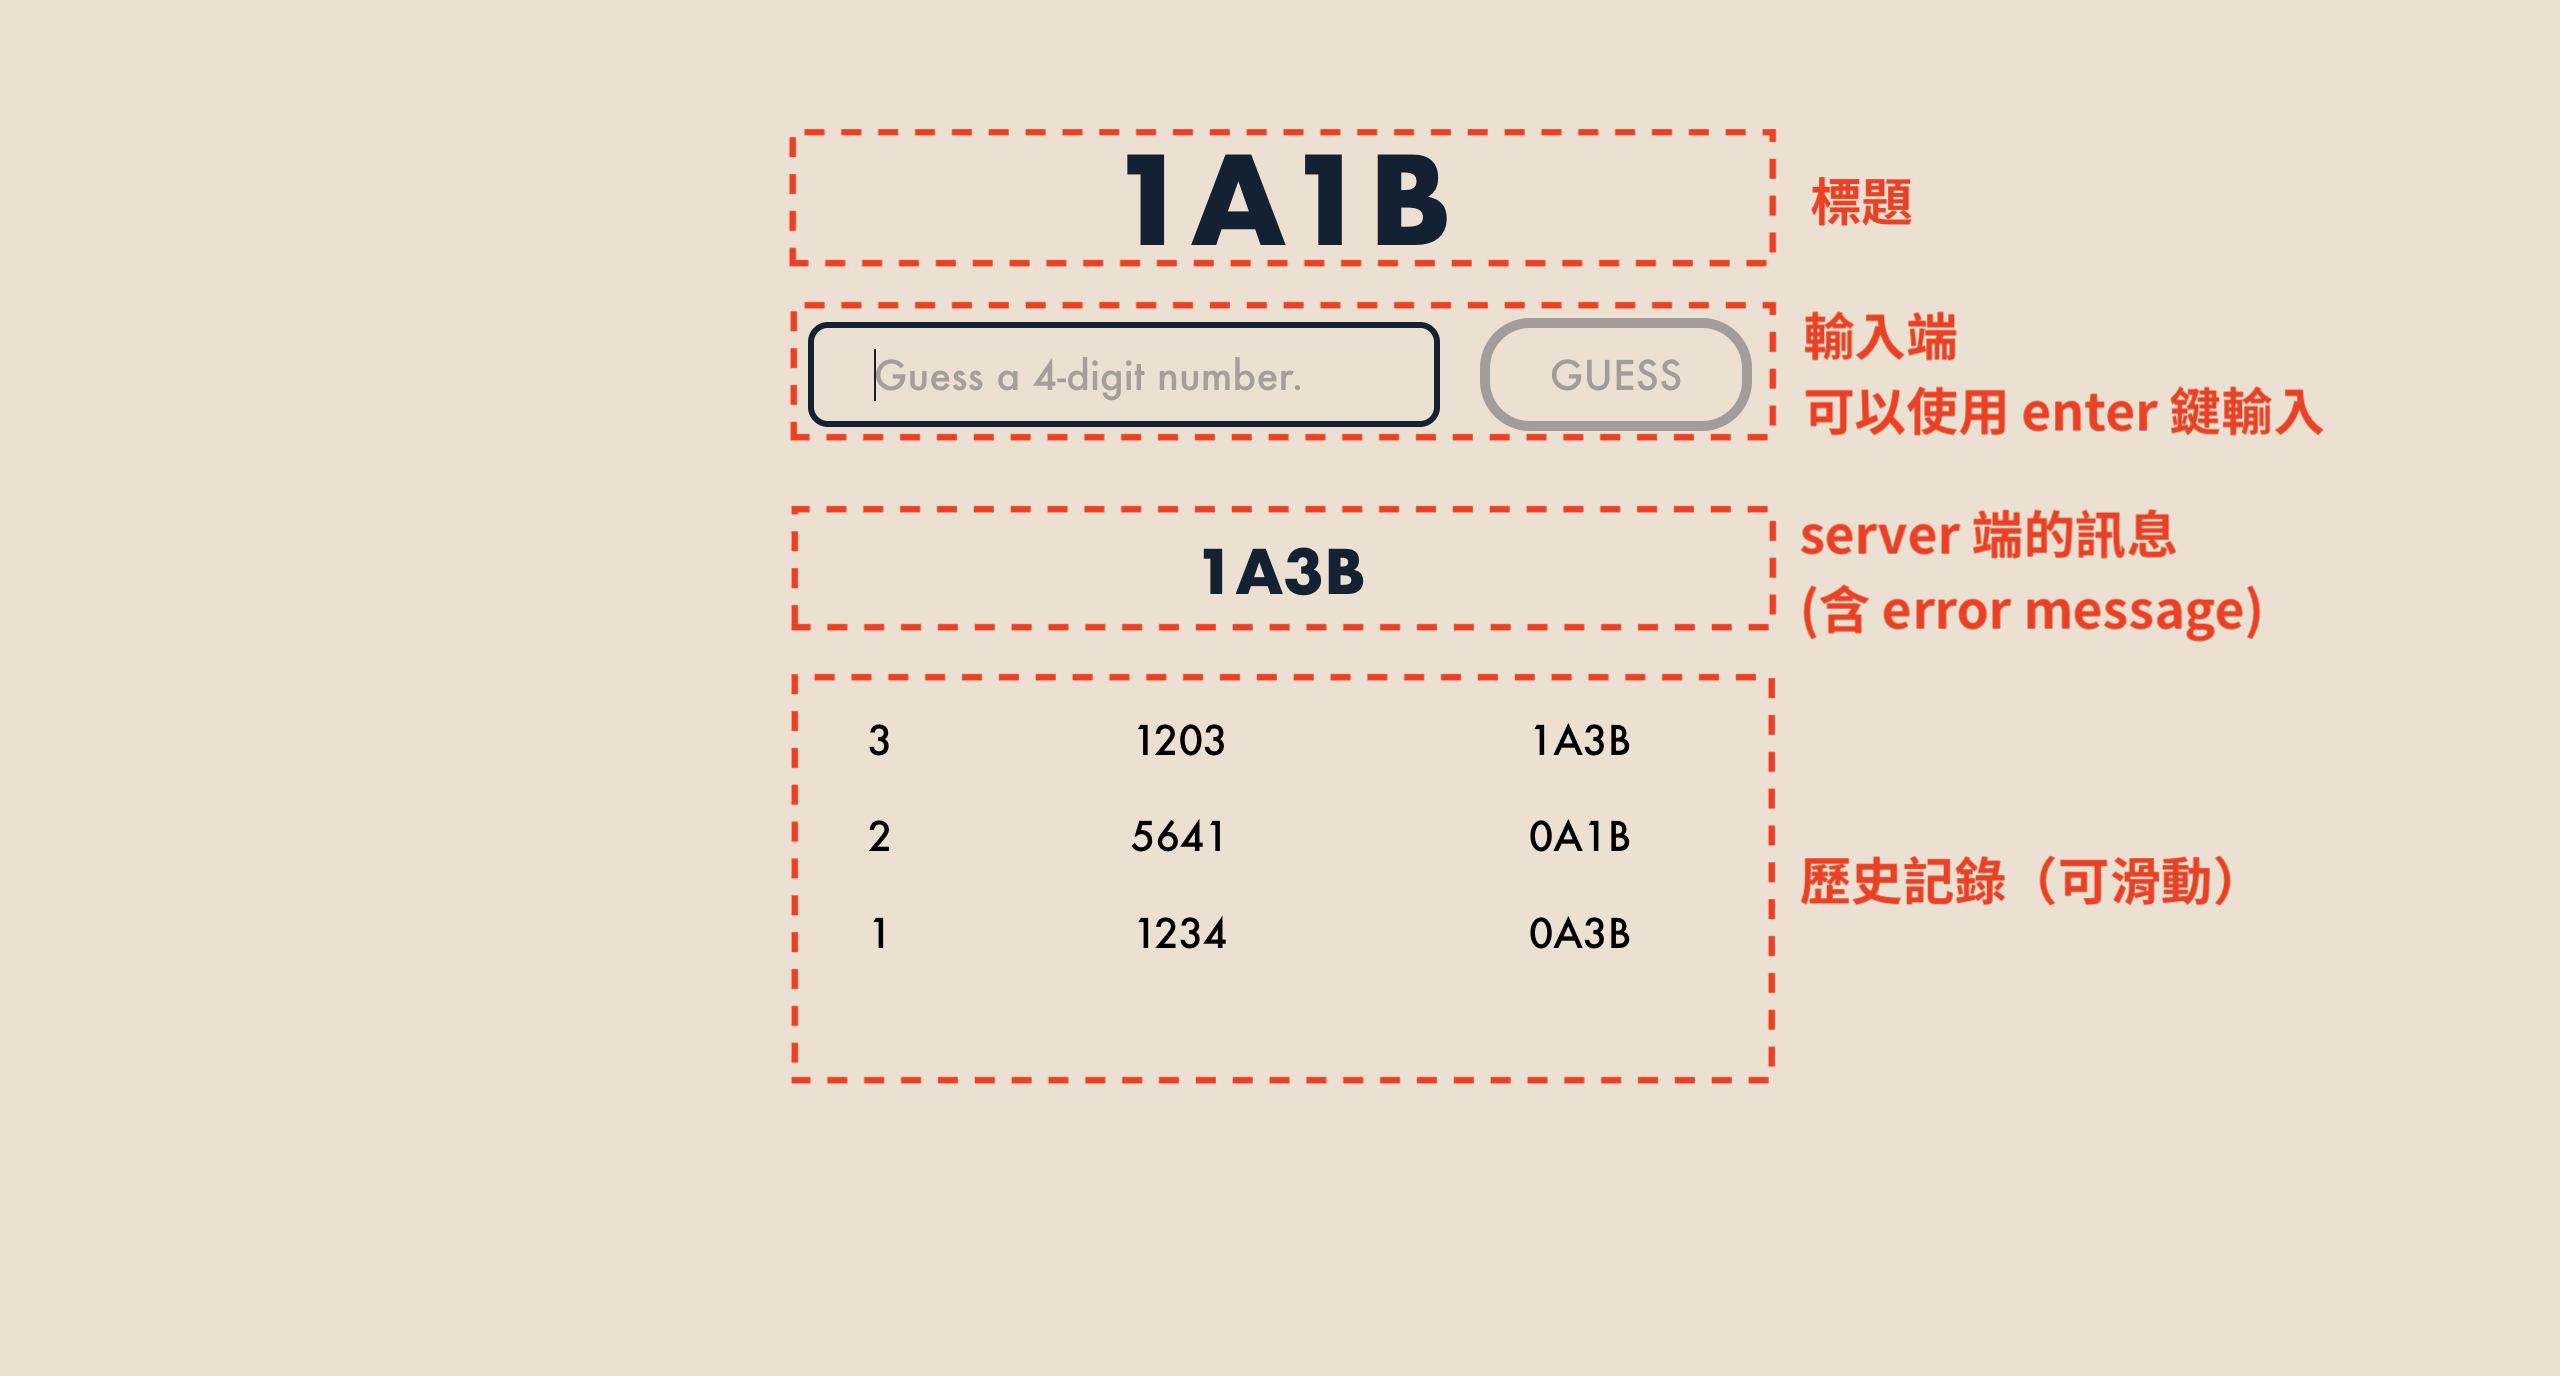 1A1B
標題
Guess a 4-digit number.
GUESS
輸入端
可以使用 enter 鍵輸入
1A3B
server 端的訊息
(含 error message)
3 1203 1A3B
2 5641 0A1B
1 1234 0A3B
歷史記錄（可滑動）